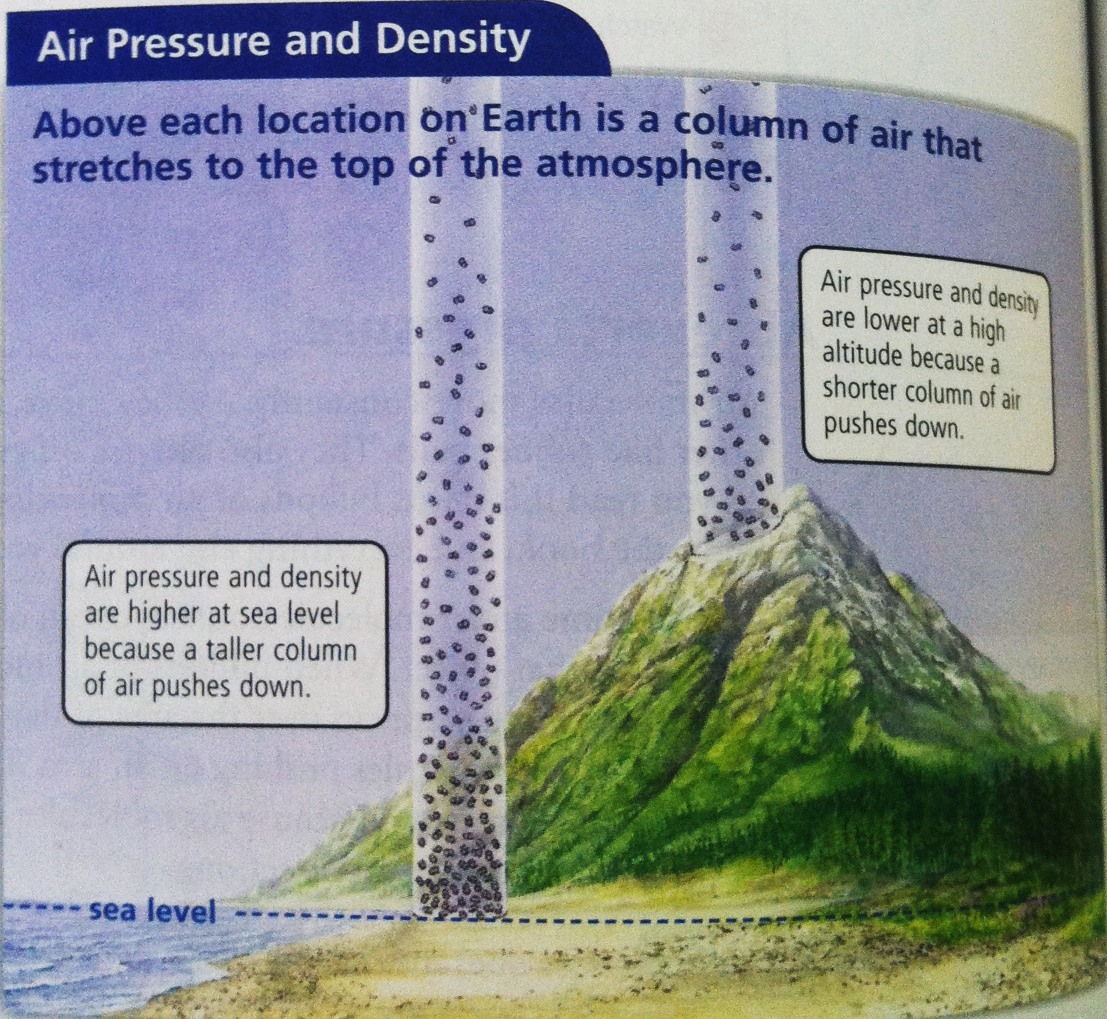 Air Pressure and Density
Above each location on Earth is a column of air that
stretches to the top of the atmosphere.
Air pressure and density
are lower at a high
altitude because a
shorter column of air
pushes down.
Air pressure and density
are higher at sea level
because a taller column
of air pushes down.
sea level